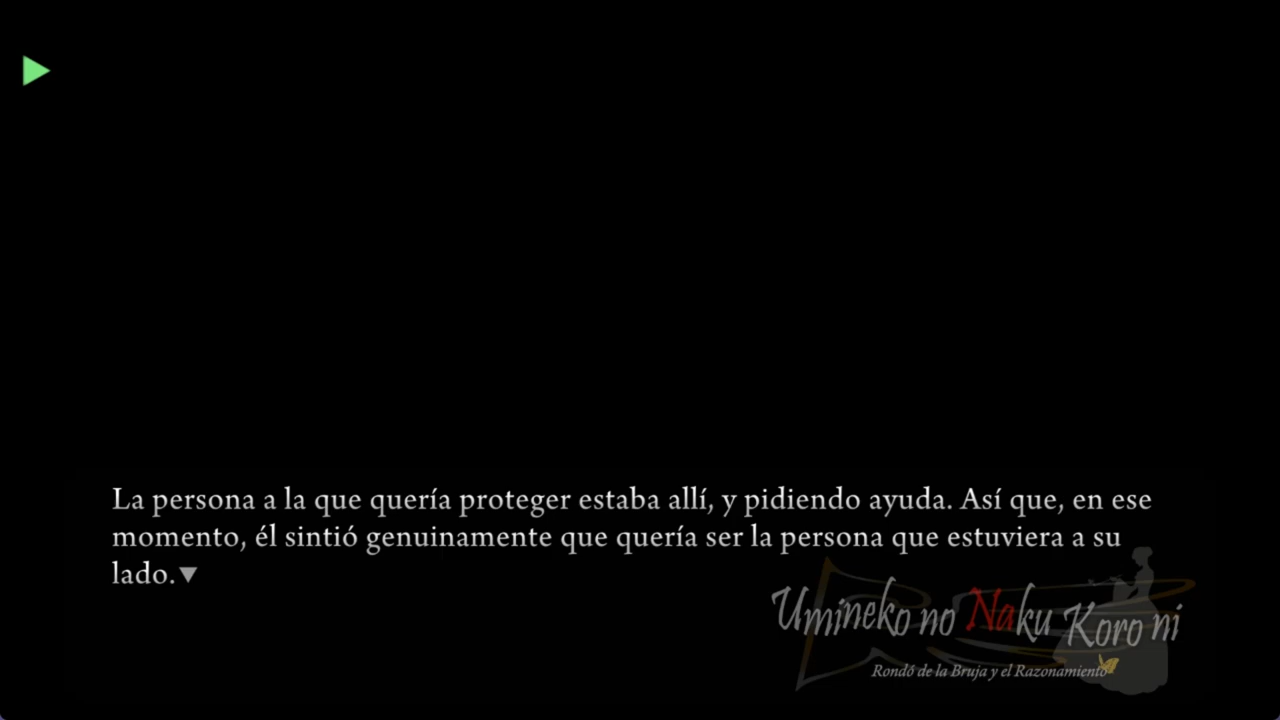 La persona a la que quería proteger estaba allí, y pidiendo ayuda. Así que, en ese
momento, él sintió genuinamente que quería ser la persona que estuviera a su
lado.
Umineko no Naku Koro ni
Rondó de la Bruja y el Razonamiento